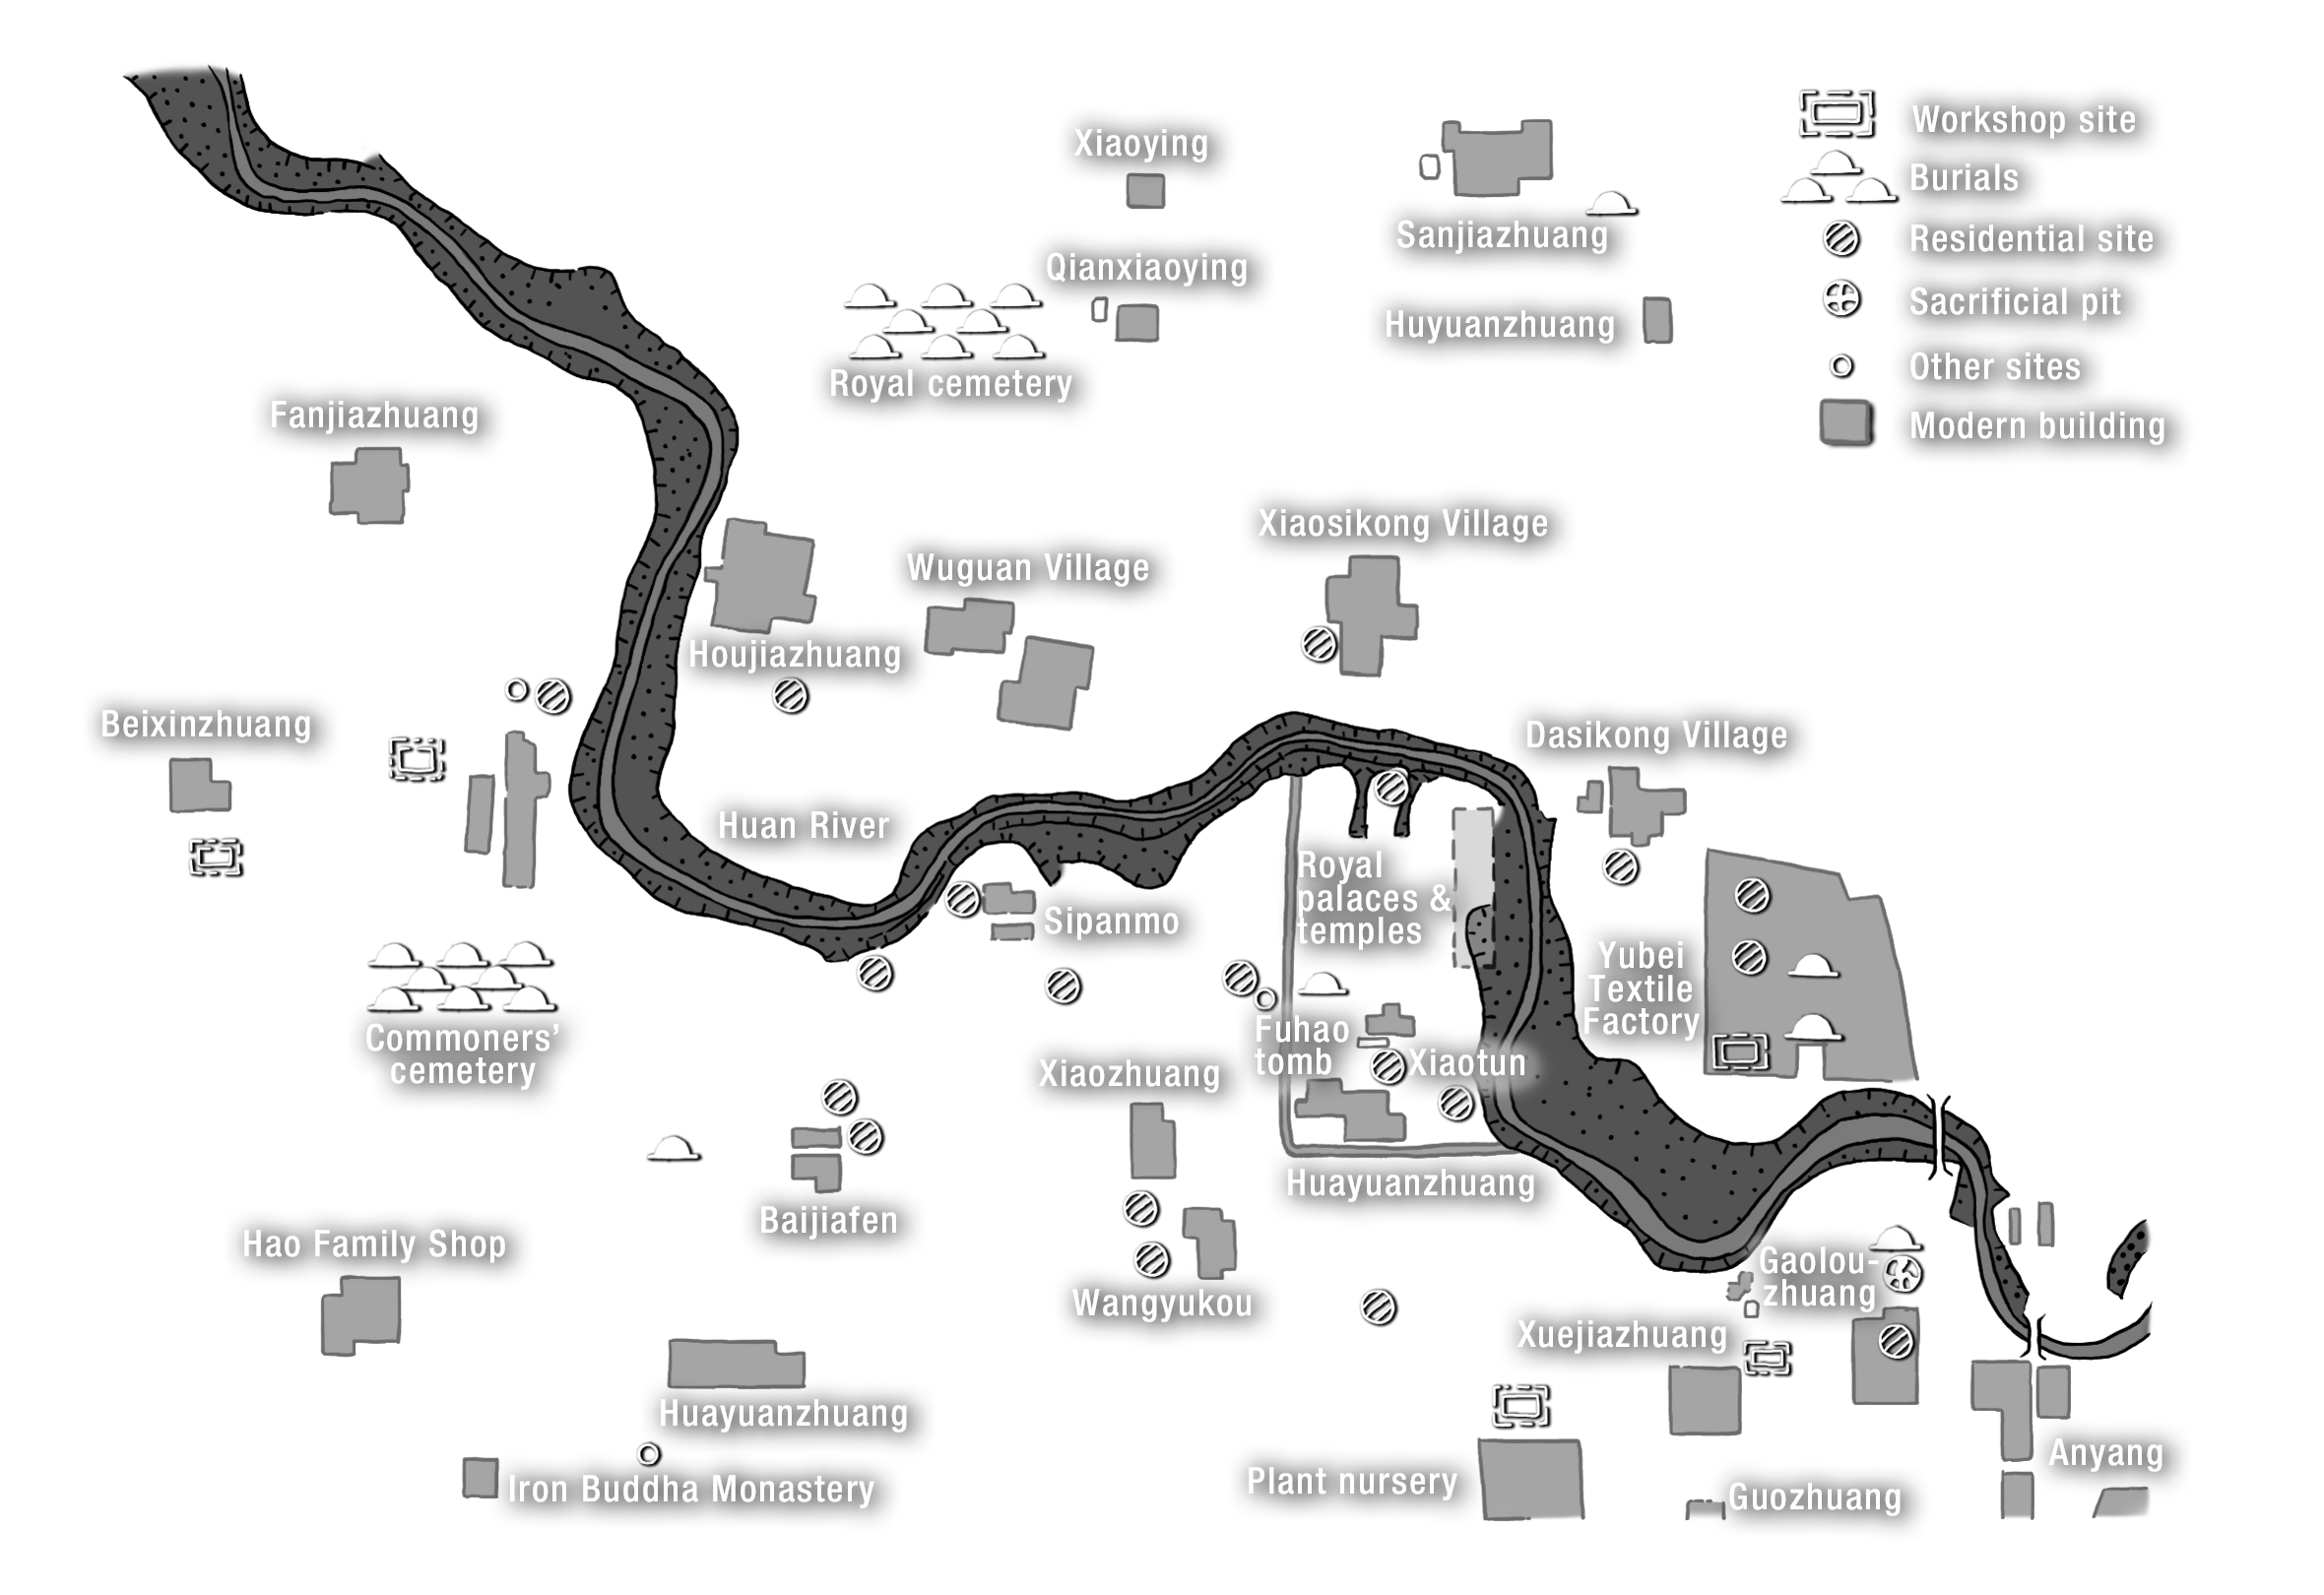 Xiaoying
Workshop site
Burials
Sanjiazhuang
Residential site
Qianxiaoying
Sacrificial pit
Huyuanzhuang
Other sites
Royal cemetery
Fanjiazhuang
Modern building
Xiaosikong Village
Wuguan Village
Houjiazhuang
Beixinzhuang
Dasikong Village
Huan River
Royal
palaces &
temples
Sipanmo
Yubei
Textile
Factory
Commoners’
cemetery
Fuhao
tomb
Xiaotun
Xiaozhuang
Huayuanzhuang
Baijiafen
Hao Family Shop
Gaolou-
zhuang
Wangyukou
Xuejiazhuang
Huayuanzhuang
Anyang
Iron Buddha Monastery
Plant nursery
Guozhuang